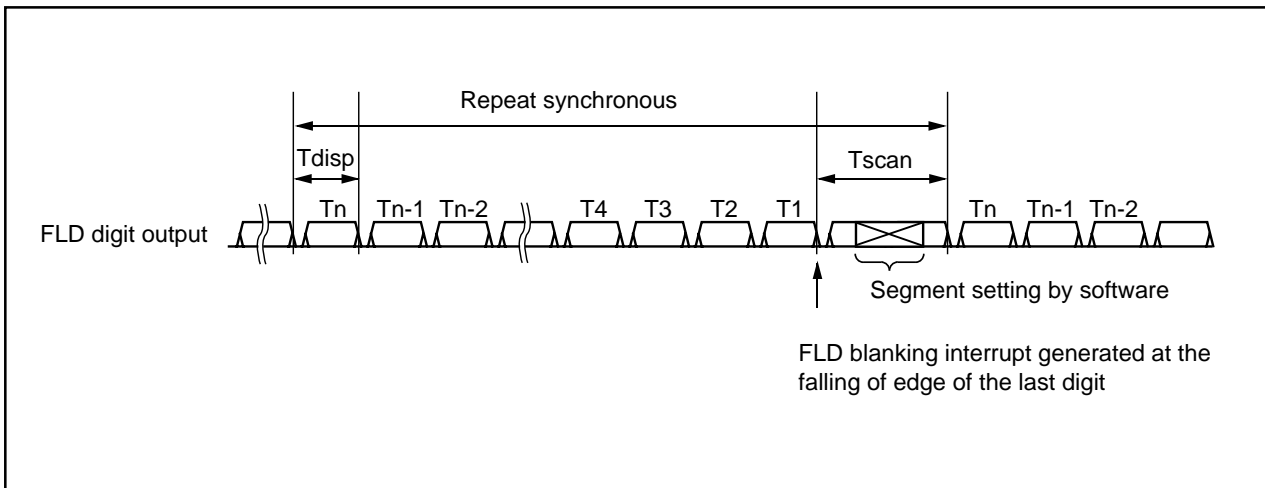 Repeat synchronous
Tdisp
Tscan
Tn
Tn-1
Tn-2
T4
T3
T2
T1
Tn
Tn-1
Tn-2
FLD digit output
Segment setting by software
FLD blanking interrupt generated at the
falling of edge of the last digit